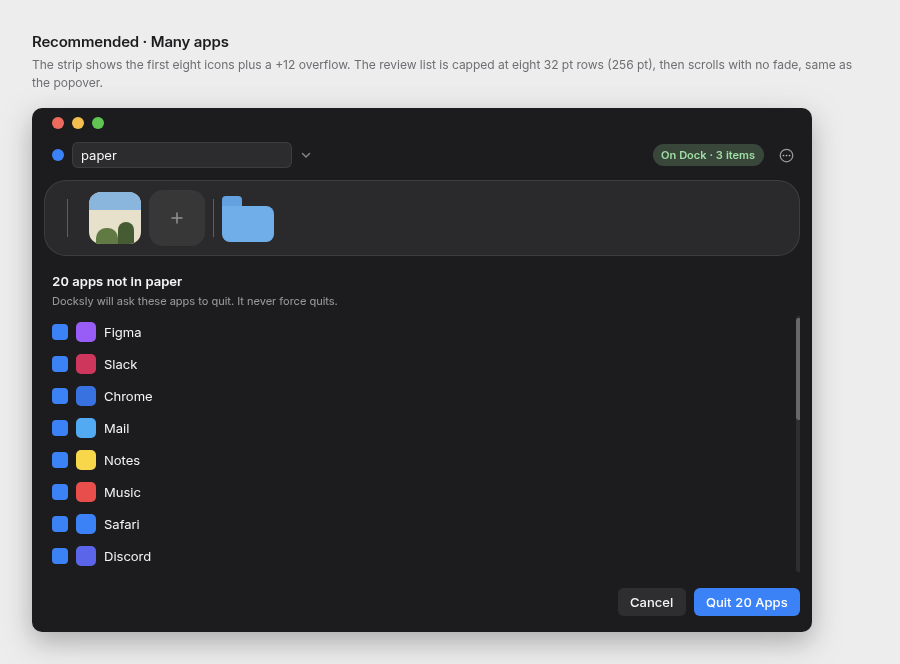 Recommended · Many apps
The strip shows the first eight icons plus a +12 overflow. The review list is capped at eight 32 pt rows (256 pt), then scrolls with no fade, same as
the popover.
paper
On Dock · 3 items
+
20 apps not in paper
Docksly will ask these apps to quit. It never force quits.
Figma
Slack
Chrome
Mail
Notes
Music
Safari
Discord
Cancel
Quit 20 Apps